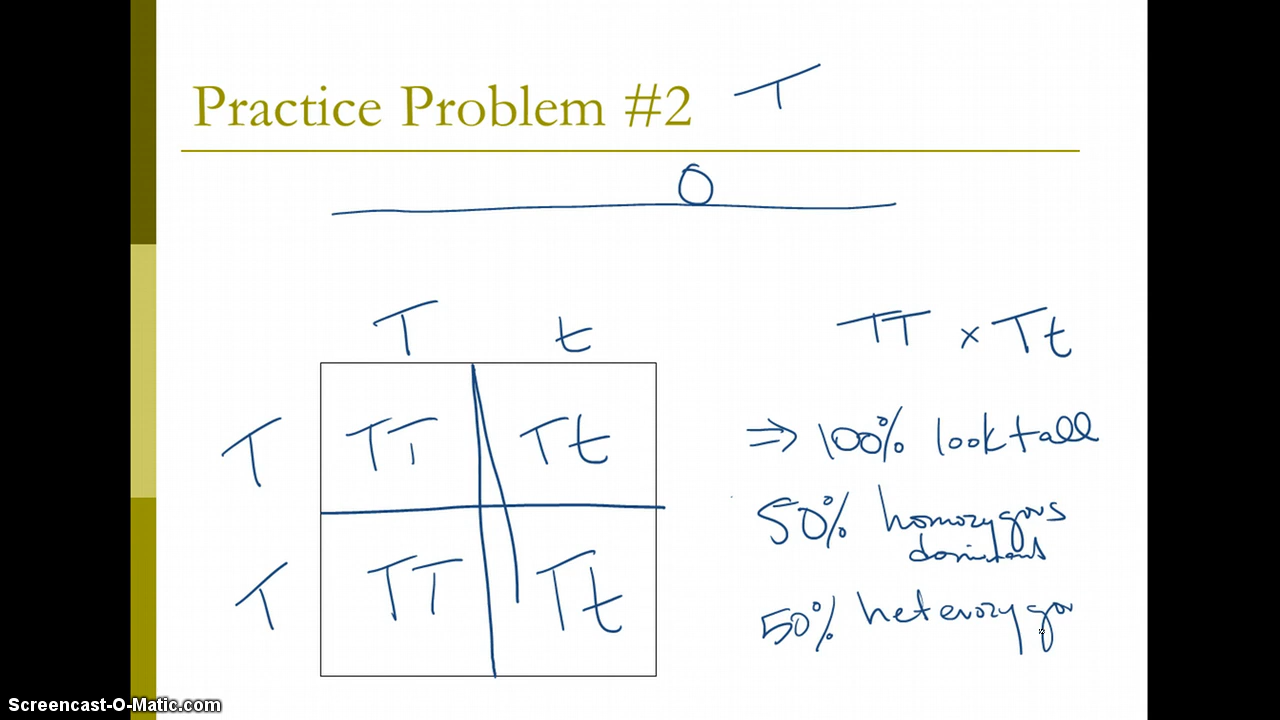 Practice Problem #2 T
O
T t
TT x Tt
T TT Tt
⇒ 100% look tall
50% homozygous
dominant
T TT Tt
50% heterozygou
Screencast-O-Matic.com